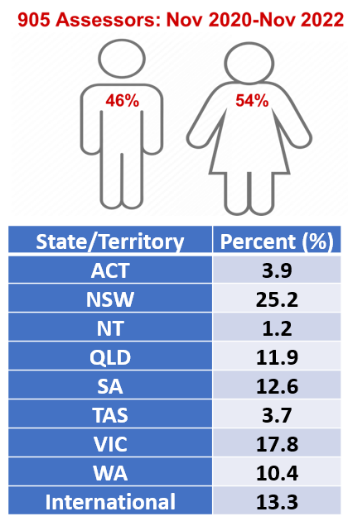 905 Assessors: Nov 2020-Nov 2022
46% 54%
State/Territory Percent (%)
ACT 3.9
NSW 25.2
NT 1.2
QLD 11.9
SA 12.6
TAS 3.7
VIC 17.8
WA 10.4
International 13.3